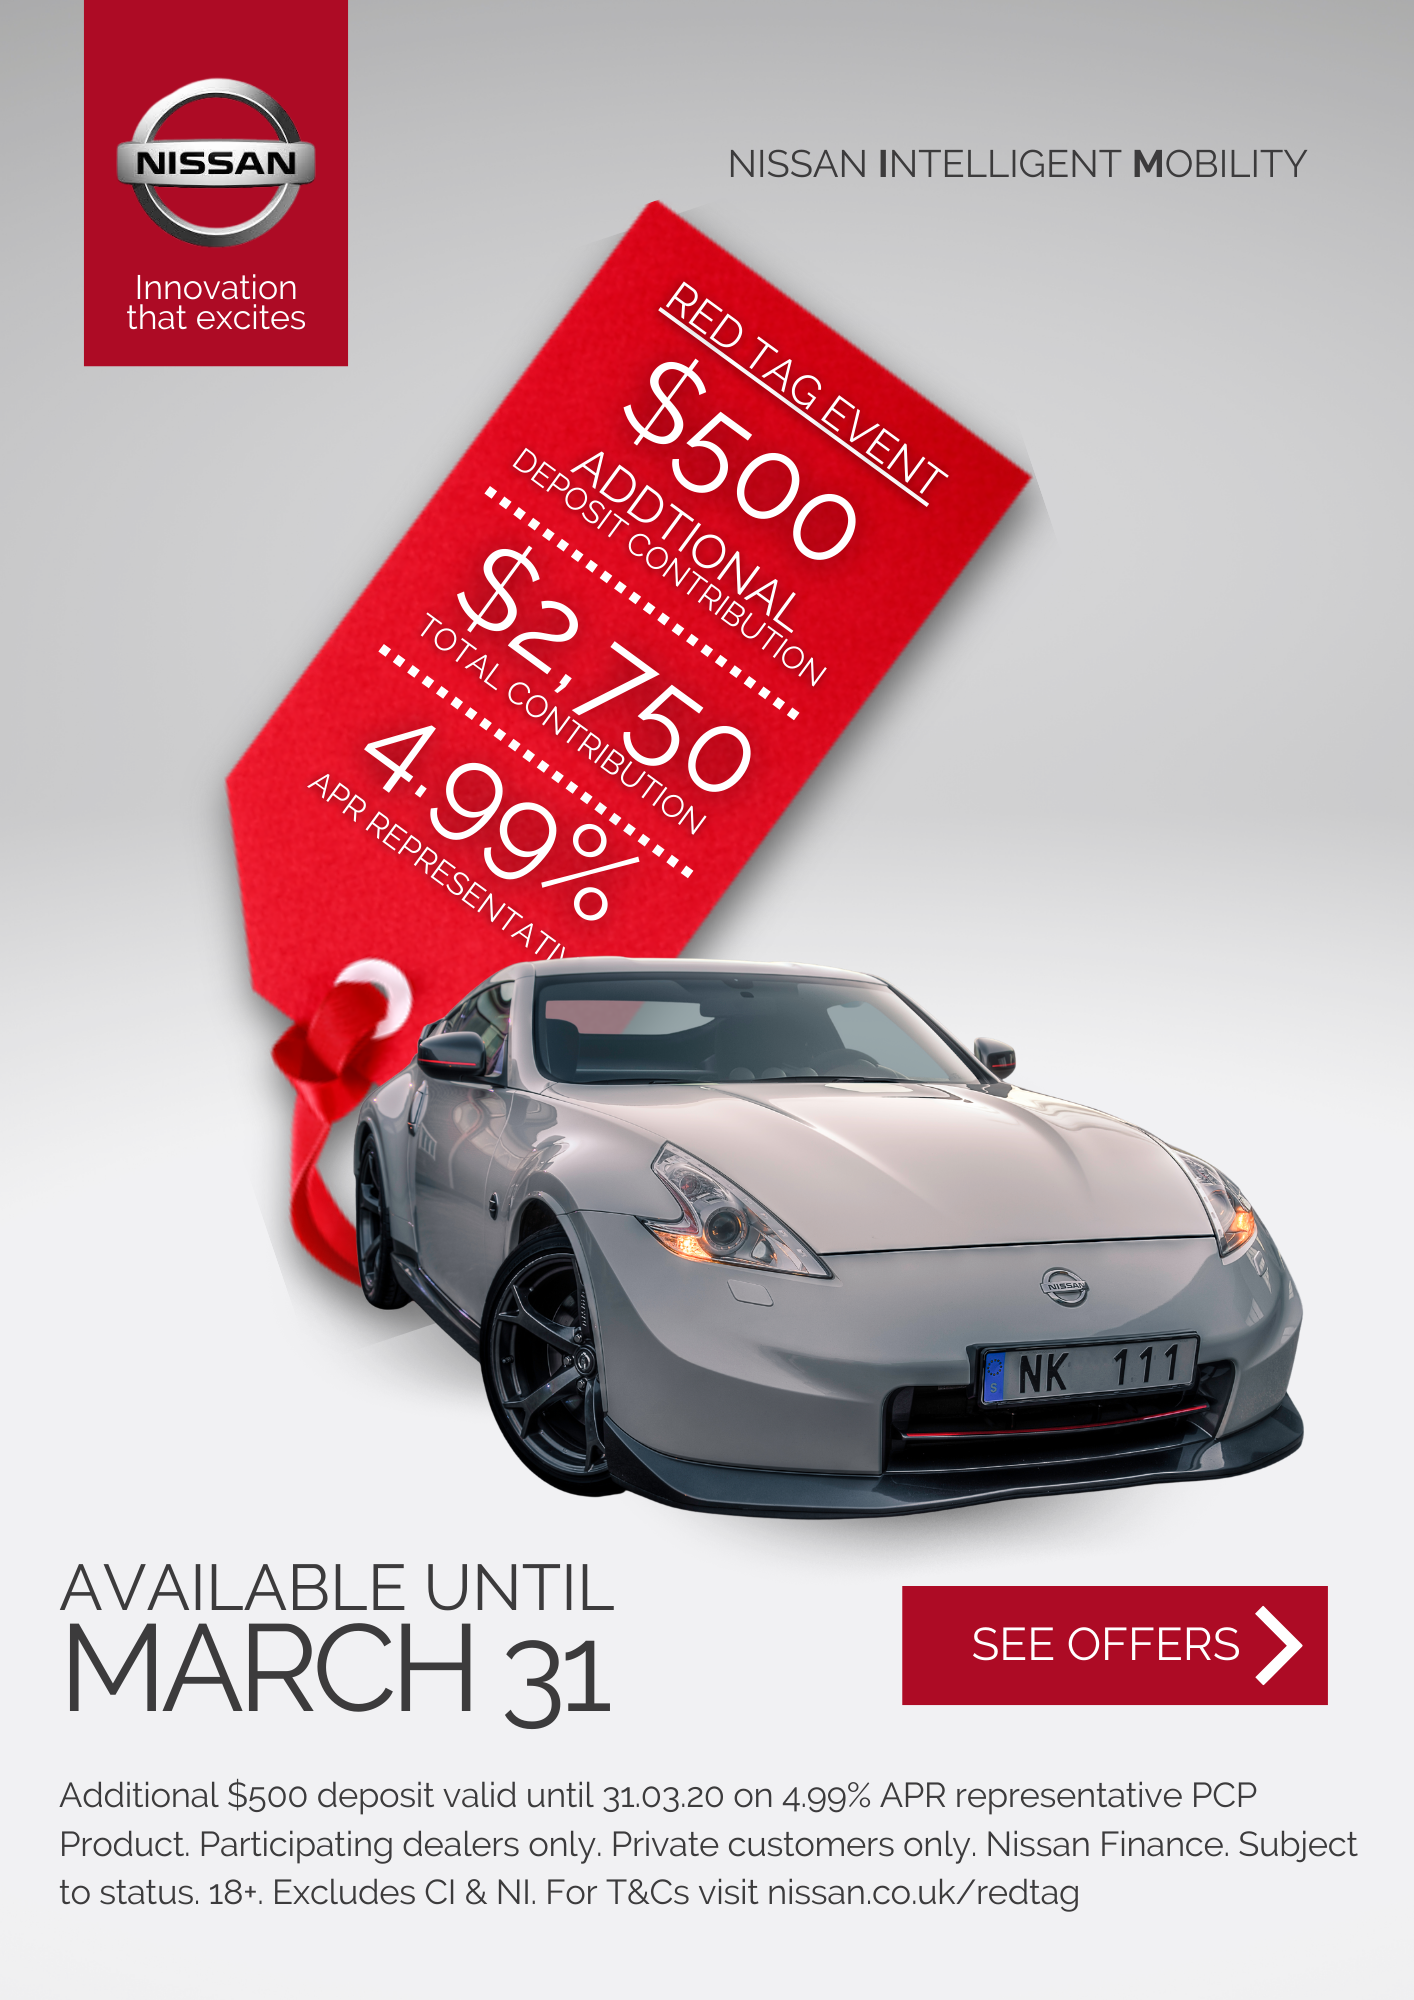 NISSAN
Innovation
that excites
NISSAN INTELLIGENT MOBILITY
RED TAG EVENT
$500
ADDTIONAL
DEPOSIT CONTRIBUTION
$2,750
TOTAL CONTRIBUTION
4.99%
APR REPRESENTATIV
NISSAN
S
NK 111
AVAILABLE UNTIL
MARCH 31
SEE OFFERS
Additional $500 deposit valid until 31.03.20 on 4.99% APR representative PCP
Product. Participating dealers only. Private customers only. Nissan Finance. Subject
to status. 18+. Excludes CI & NI. For T&Cs visit nissan.co.uk/redtag